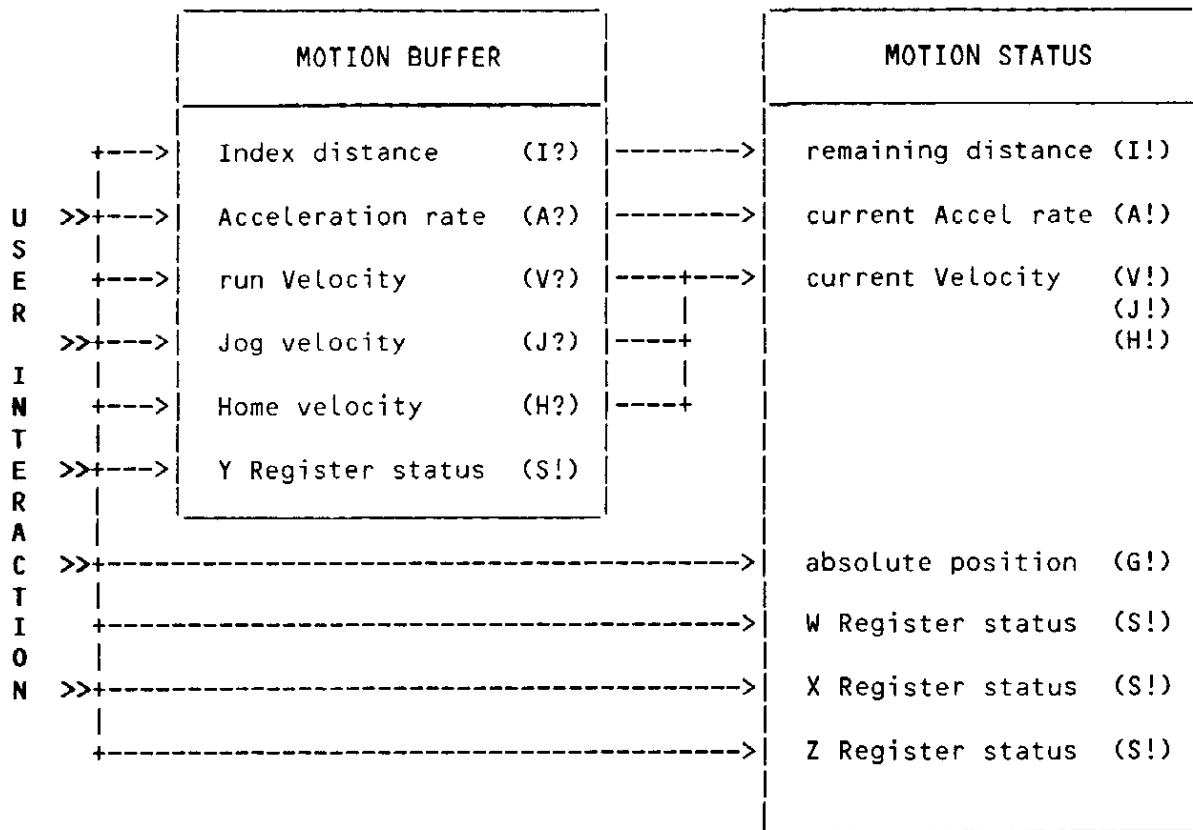 MOTION BUFFER MOTION STATUS
+---> Index distance (I?) --------> remaining distance (I!)
U >>+---> Acceleration rate (A?) --------> current Accel rate (A!)
S
E +---> run Velocity (V?) ----+---> current Velocity (V!)
R (J!)
>>+---> Jog velocity (J?) ----+ (H!)
I
N +---> Home velocity (H?) ----+
T
E >>+---> Y Register status (S!)
R
A
C >>+-------------------------------------> absolute position (G!)
T
I +-------------------------------------> W Register status (S!)
O
N >>+-------------------------------------> X Register status (S!)
+-------------------------------------> Z Register status (S!)